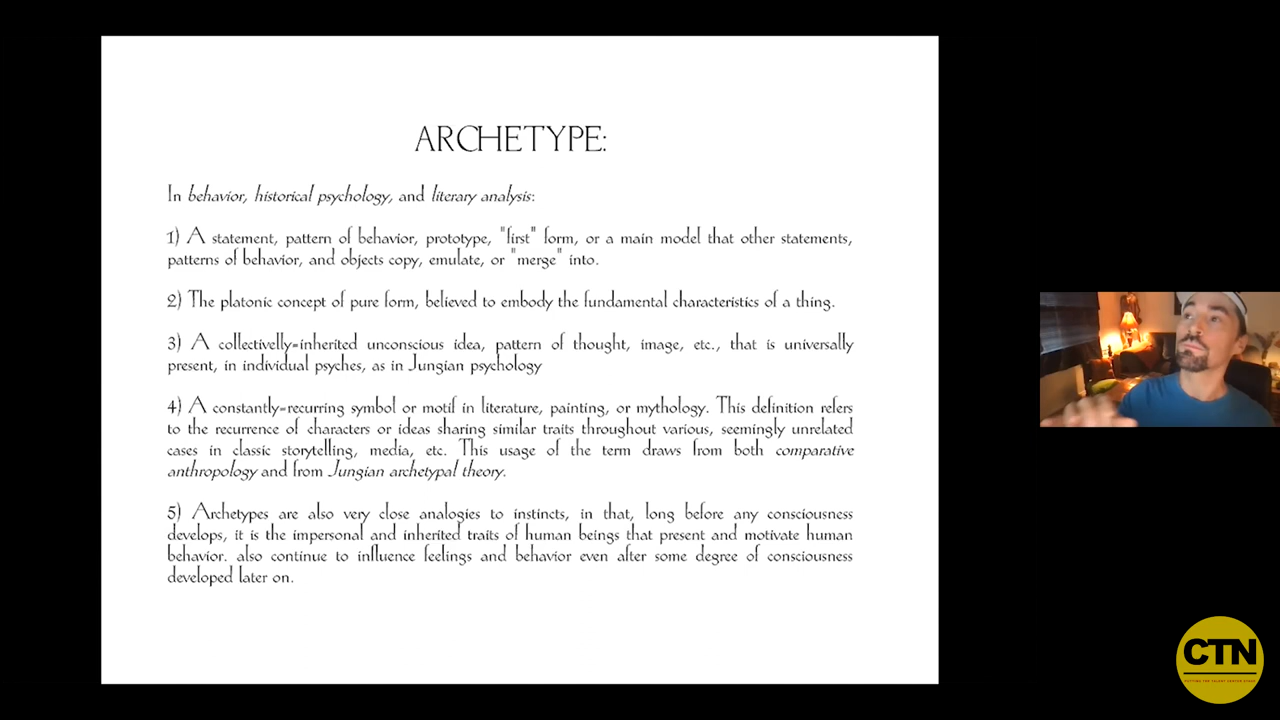 ARCHETYPE:
In behavior, historical psychology, and literary analysis:
1) A statement, pattern of behavior, prototype, "first" form, or a main model that other statements,
patterns of behavior, and objects copy, emulate, or "merge" into.
2) The platonic concept of pure form, believed to embody the fundamental characteristics of a thing.
3) A collectivelly-inherited unconscious idea, pattern of thought, image, etc., that is universally
present, in individual psyches, as in Jungian psychology
4) A constantly-recurring symbol or motif in literature, painting, or mythology. This definition refers
to the recurrence of characters or ideas sharing similar traits throughout various, seemingly unrelated
cases in classic storytelling, media, etc. This usage of the term draws from both comparative
anthropology and from Jungian archetypal theory.
5) Archetypes are also very close analogies to instincts, in that, long before any consciousness
develops, it is the impersonal and inherited traits of human beings that present and motivate human
behavior. also continue to influence feelings and behavior even after some degree of consciousness
developed later on.
CTN
PUTTING THE TALENT CENTER STAGE